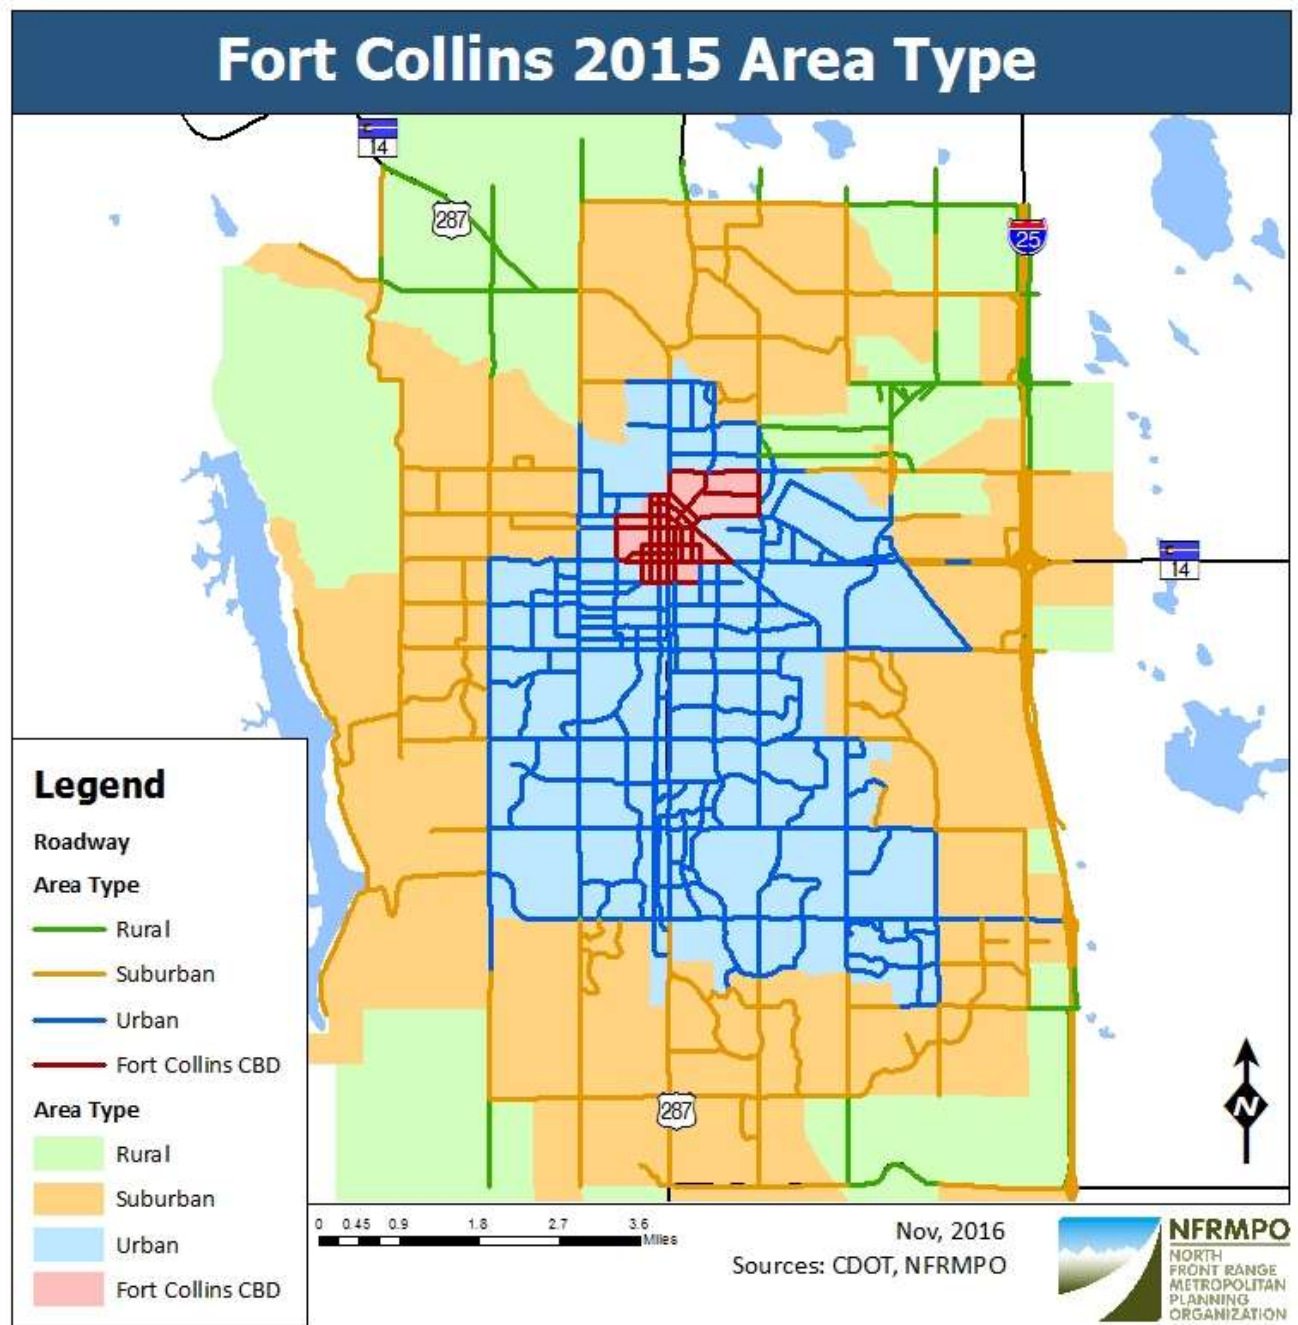 Fort Collins 2015 Area Type
14
287
25
14
287
Legend
Roadway
Area Type
Rural
Suburban
Urban
Fort Collins CBD
Area Type
Rural
Suburban
Urban
Fort Collins CBD
0 0.45 0.9 1.8 2.7 3.6
Miles
N
Nov, 2016
Sources: CDOT, NFRMPO
NFRMPO
NORTH
FRONT RANGE
METROPOLITAN
PLANNING
ORGANIZATION